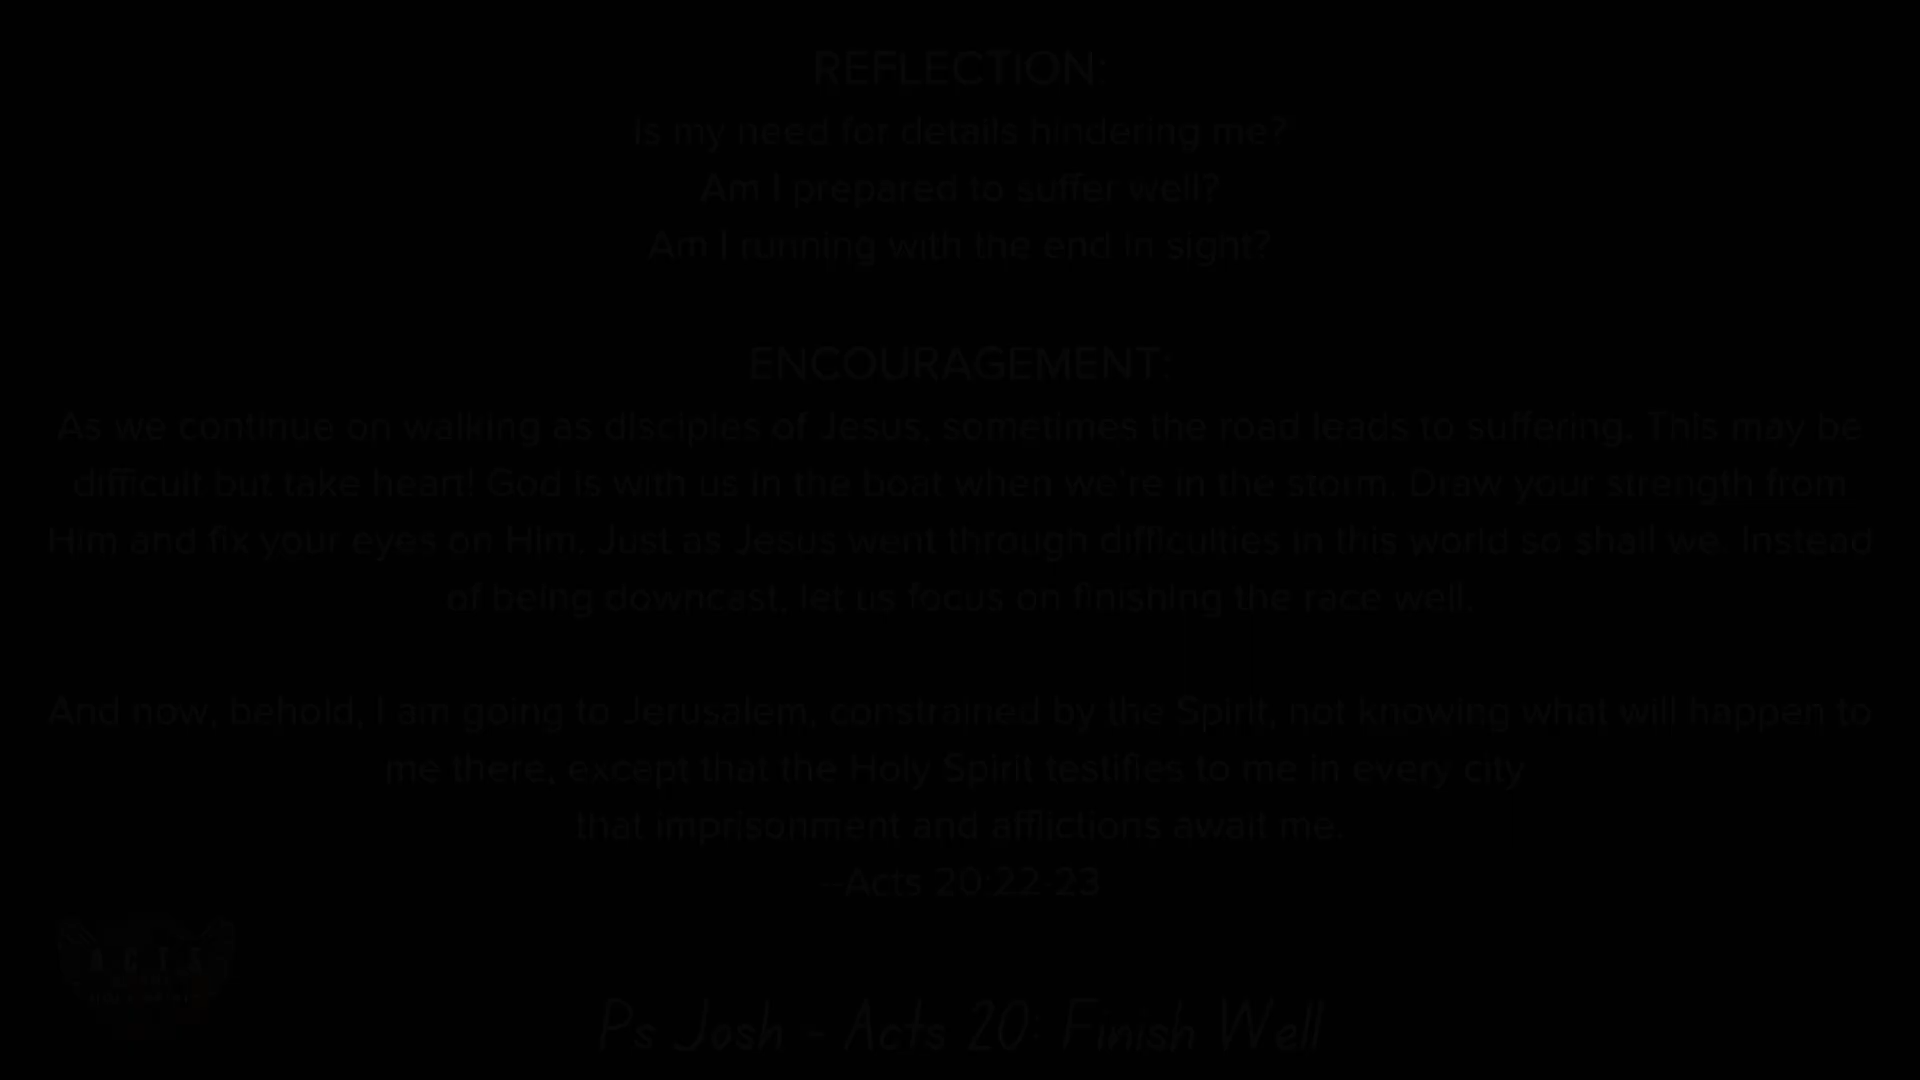 REFLECTION:
Is my need for details hindering me?
Am I prepared to suffer well?
Am I running with the end in sight?
ENCOURAGEMENT:
As we continue on walking as disciples of Jesus, sometimes the road leads to suffering. This may be
difficult but take heart! God is with us in the boat when we're in the storm. Draw your strength from
Him and fix your eyes on Him. Just as Jesus went through difficulties in this world so shall we. Instead
of being downcast, let us focus on finishing the race well.
And now, behold, I am going to Jerusalem, constrained by the Spirit, not knowing what will happen to
me there, except that the Holy Spirit testifies to me in every city
that imprisonment and afflictions await me.
–Acts 20:22-23
ACTS
Ps Josh - Acts 20: Finish Well